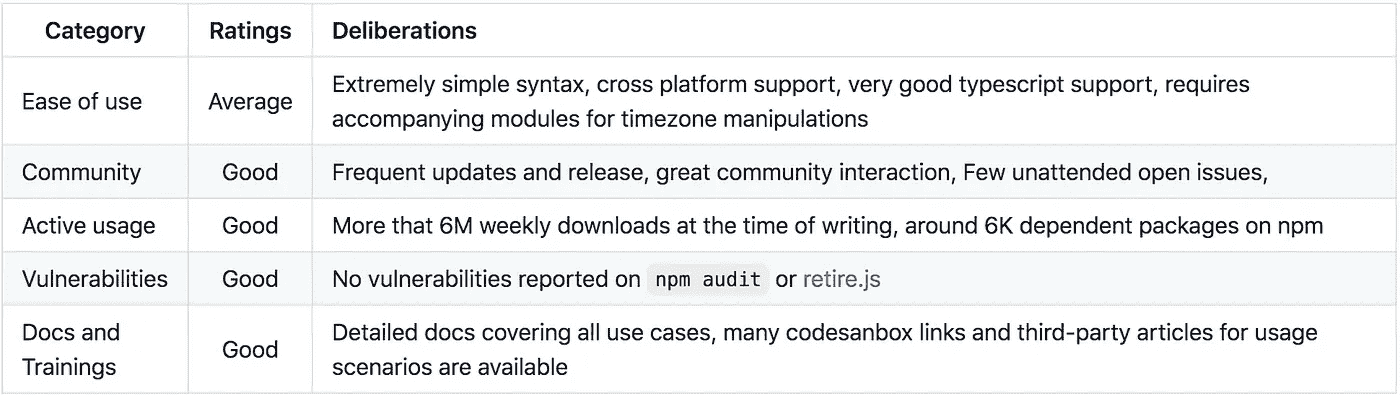 Category Ratings Deliberations
Ease of use Average Extremely simple syntax, cross platform support, very good typescript support, requires
accompanying modules for timezone manipulations
Community Good Frequent updates and release, great community interaction, Few unattended open issues,
Active usage Good More that 6M weekly downloads at the time of writing, around 6K dependent packages on npm
Vulnerabilities Good No vulnerabilities reported on npm audit or retire.js
Docs and
Trainings Good Detailed docs covering all use cases, many codesanbox links and third-party articles for usage
scenarios are available